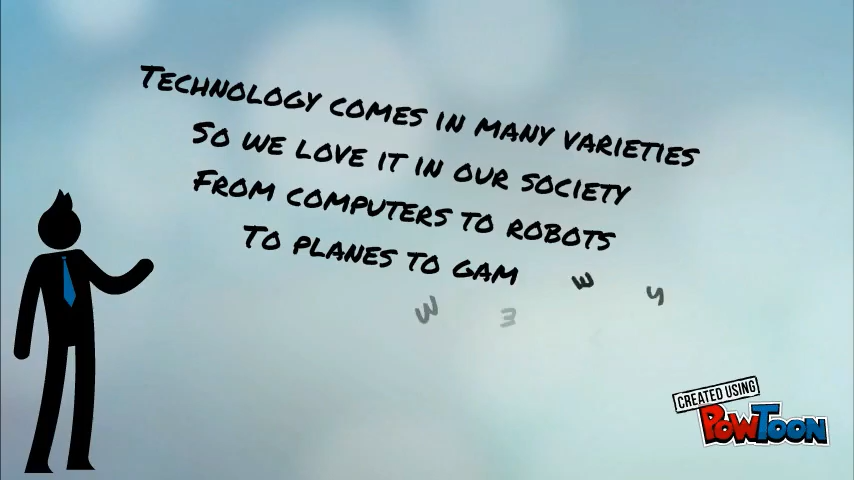 TECHNOLOGY COMES IN MANY VARIETIES
SO WE LOVE IT IN OUR SOCIETY
FROM COMPUTERS TO ROBOTS
TO PLANES TO GAM
CREATED USING
POWTOON